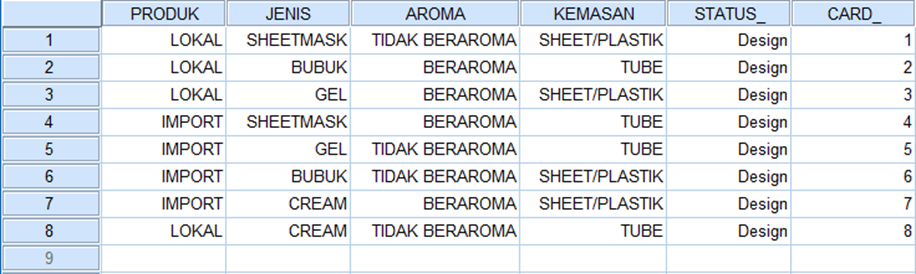 PRODUK JENIS AROMA KEMASAN STATUS_ CARD_
1 LOKAL SHEETMASK TIDAK BERAROMA SHEET/PLASTIK Design 1
2 LOKAL BUBUK BERAROMA TUBE Design 2
3 LOKAL GEL BERAROMA SHEET/PLASTIK Design 3
4 IMPORT SHEETMASK BERAROMA TUBE Design 4
5 IMPORT GEL TIDAK BERAROMA TUBE Design 5
6 IMPORT BUBUK TIDAK BERAROMA SHEET/PLASTIK Design 6
7 IMPORT CREAM BERAROMA SHEET/PLASTIK Design 7
8 LOKAL CREAM TIDAK BERAROMA TUBE Design 8
9